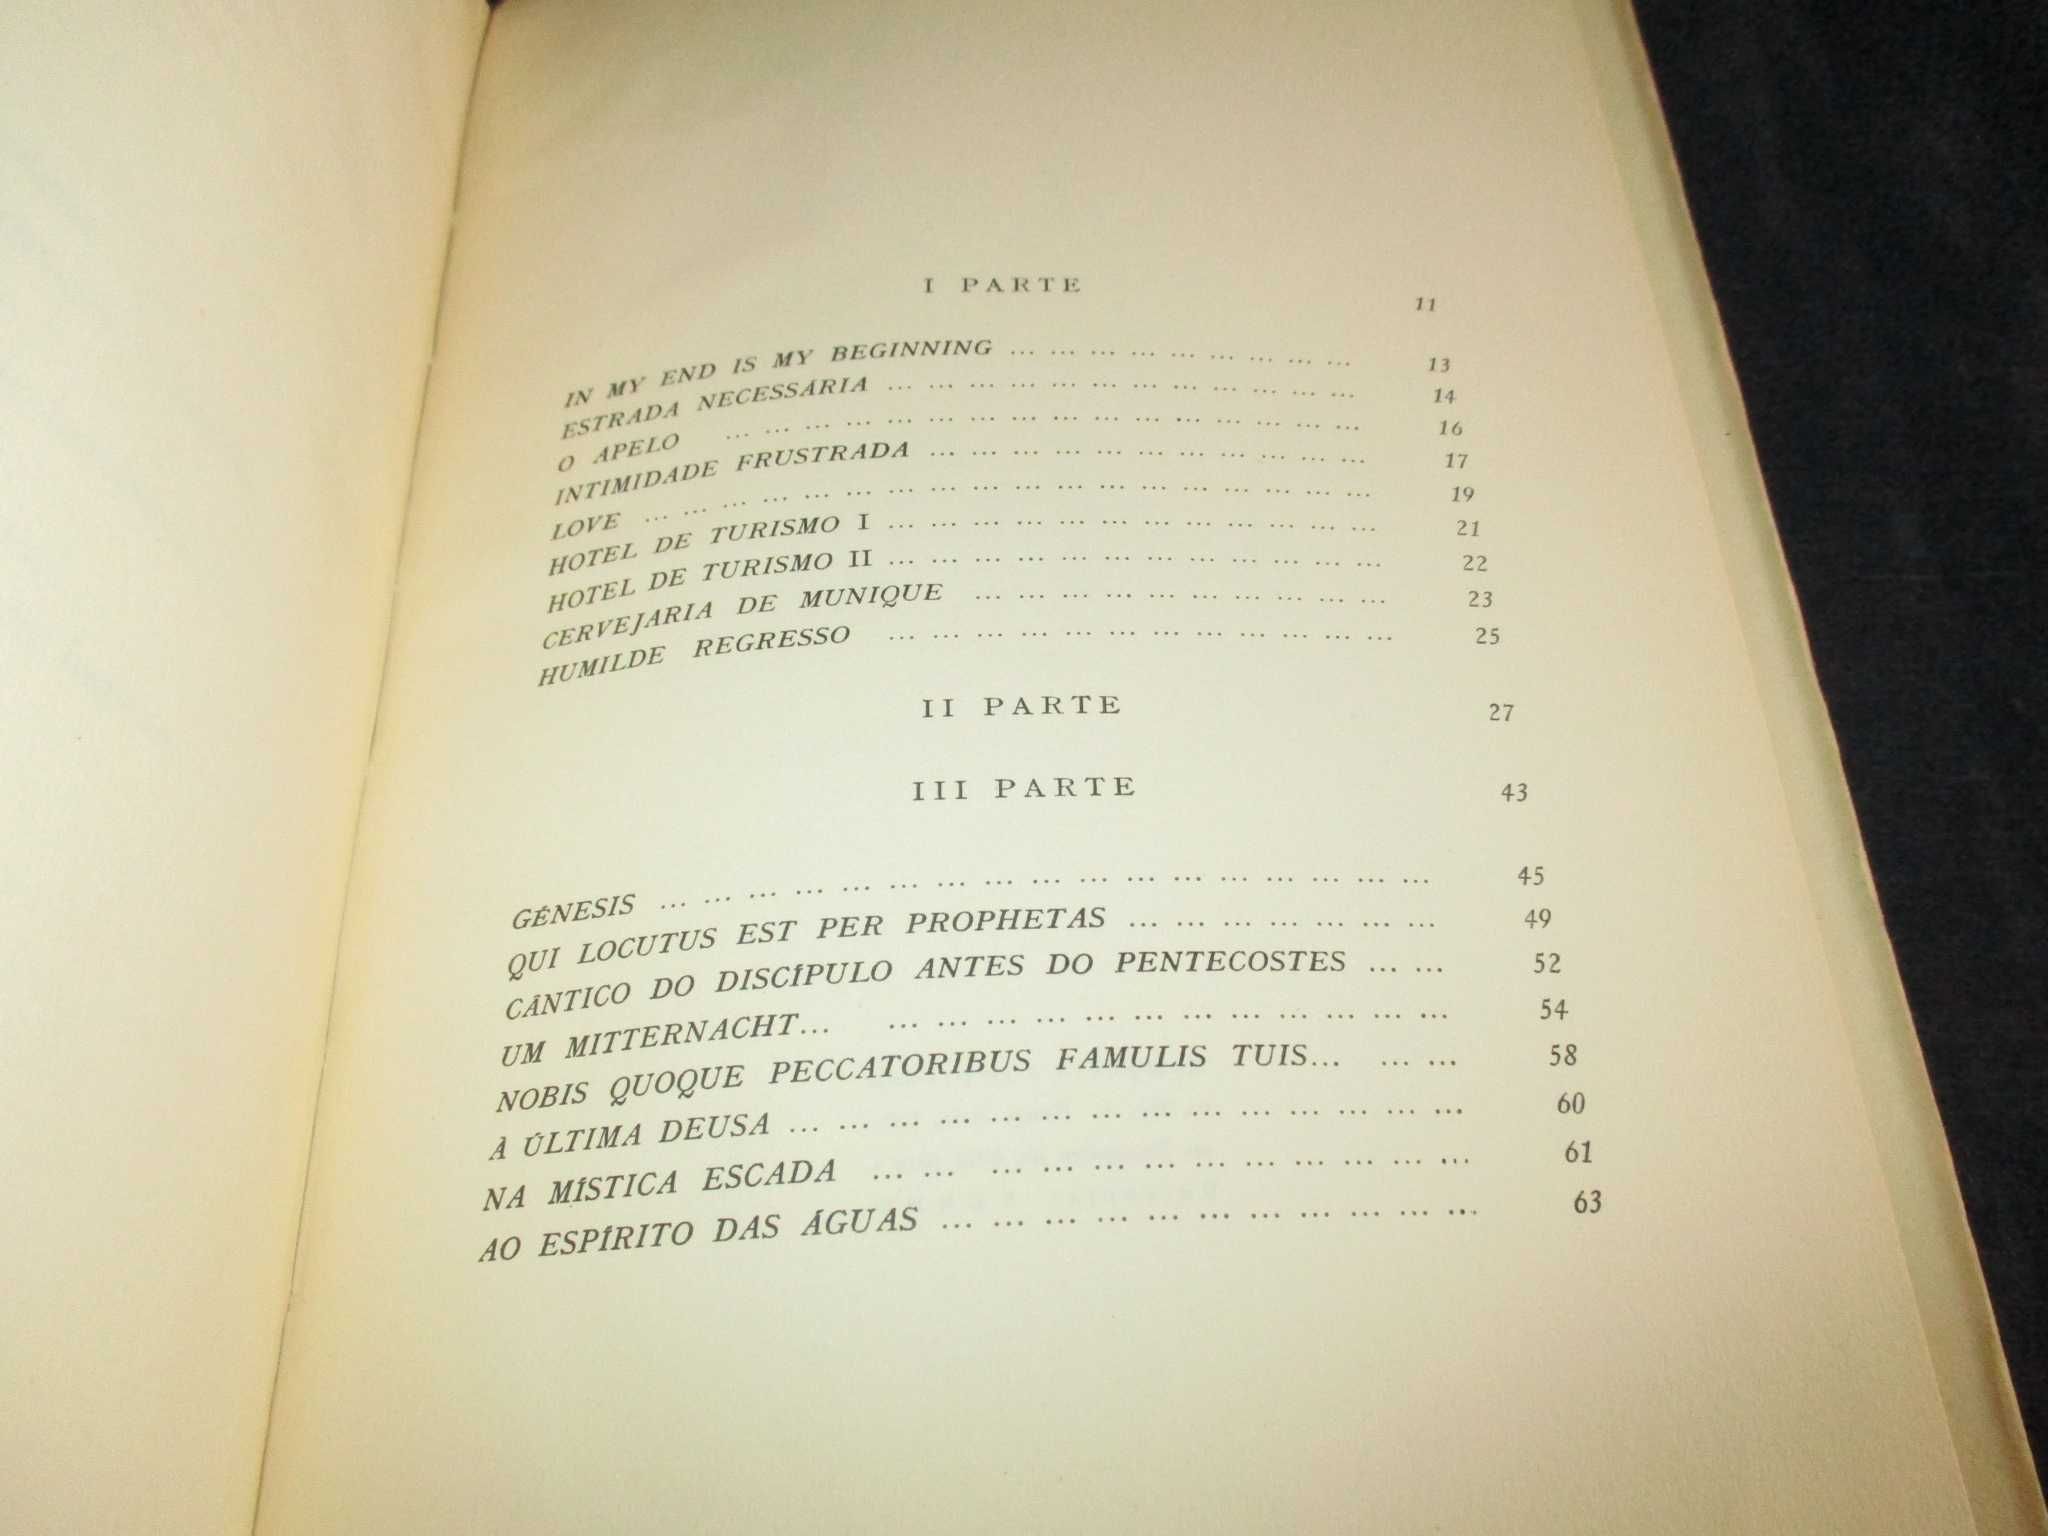 I PARTE 11
IN MY END IS MY BEGINNING ... ... ... ... ... ... ... ... ... 13
ESTRADA NECESSÁRIA ... ... ... ... ... ... ... ... ... ... ... ... 14
O APELO ... ... ... ... ... ... ... ... ... ... ... ... ... ... ... ... 16
INTIMIDADE FRUSTRADA ... ... ... ... ... ... ... ... ... ... ... 17
LOVE ... ... ... ... ... ... ... ... ... ... ... ... ... ... ... ... ... ... 19
HOTEL DE TURISMO I ... ... ... ... ... ... ... ... ... ... ... ... 21
HOTEL DE TURISMO II ... ... ... ... ... ... ... ... ... ... ... ... 22
CERVEJARIA DE MUNIQUE ... ... ... ... ... ... ... ... ... ... 23
HUMILDE REGRESSO ... ... ... ... ... ... ... ... ... ... ... ... 25
II PARTE 27
III PARTE 43
GÉNESIS ... ... ... ... ... ... ... ... ... ... ... ... ... ... ... ... ... 45
QUI LOCUTUS EST PER PROPHETAS ... ... ... ... ... ... ... 49
CÂNTICO DO DISCÍPULO ANTES DO PENTECOSTES ... ... 52
UM MITTERNACHT... ... ... ... ... ... ... ... ... ... ... ... ... 54
NOBIS QUOQUE PECCATORIBUS FAMULIS TUIS... ... ... 58
À ÚLTIMA DEUSA ... ... ... ... ... ... ... ... ... ... ... ... ... ... 60
NA MÍSTICA ESCADA ... ... ... ... ... ... ... ... ... ... ... ... 61
AO ESPÍRITO DAS ÁGUAS ... ... ... ... ... ... ... ... ... ... ... 63